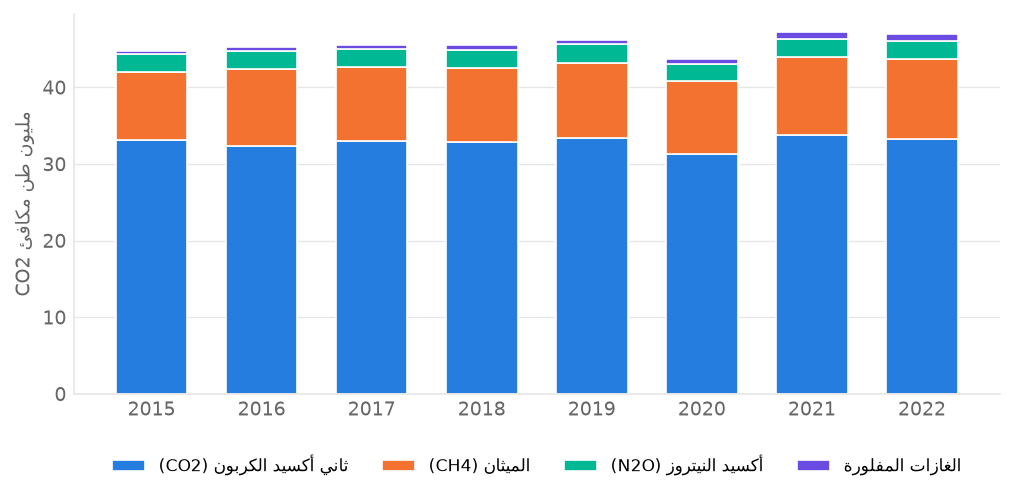 مليون طن مكافئ CO2
40
30
20
10
0
2015 2016 2017 2018 2019 2020 2021 2022
ثاني أكسيد الكربون (CO2)
الميثان (CH4)
أكسيد النيتروز (N2O)
الغازات المفلورة